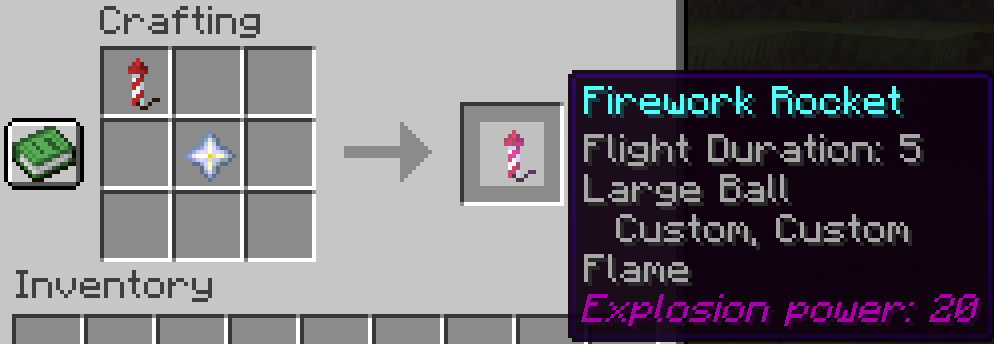 Crafting
Firework Rocket
Flight Duration: 5
Large Ball
Custom, Custom
Flame
Explosion power: 20
Inventory